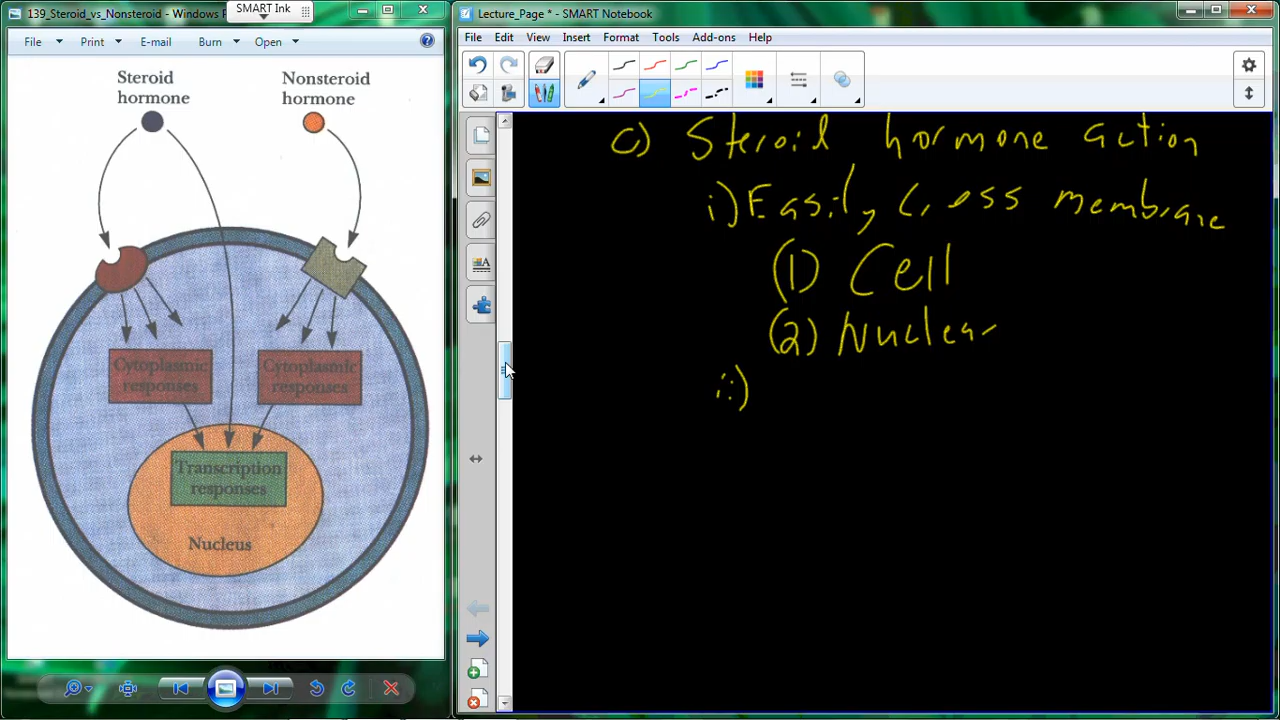 139_Steroid_vs_Nonsteroid - Windows P
SMART Ink
File Print E-mail Burn Open
Steroid
hormone
Nonsteroid
hormone
Cytoplasmic
responses
Cytoplasmic
responses
Transcription
responses
Nucleus
Lecture_Page * - SMART Notebook
File Edit View Insert Format Tools Add-ons Help
c) Steroid hormone action
i) Easily cross membrane
(1) Cell
(2) Nuclear
ii)